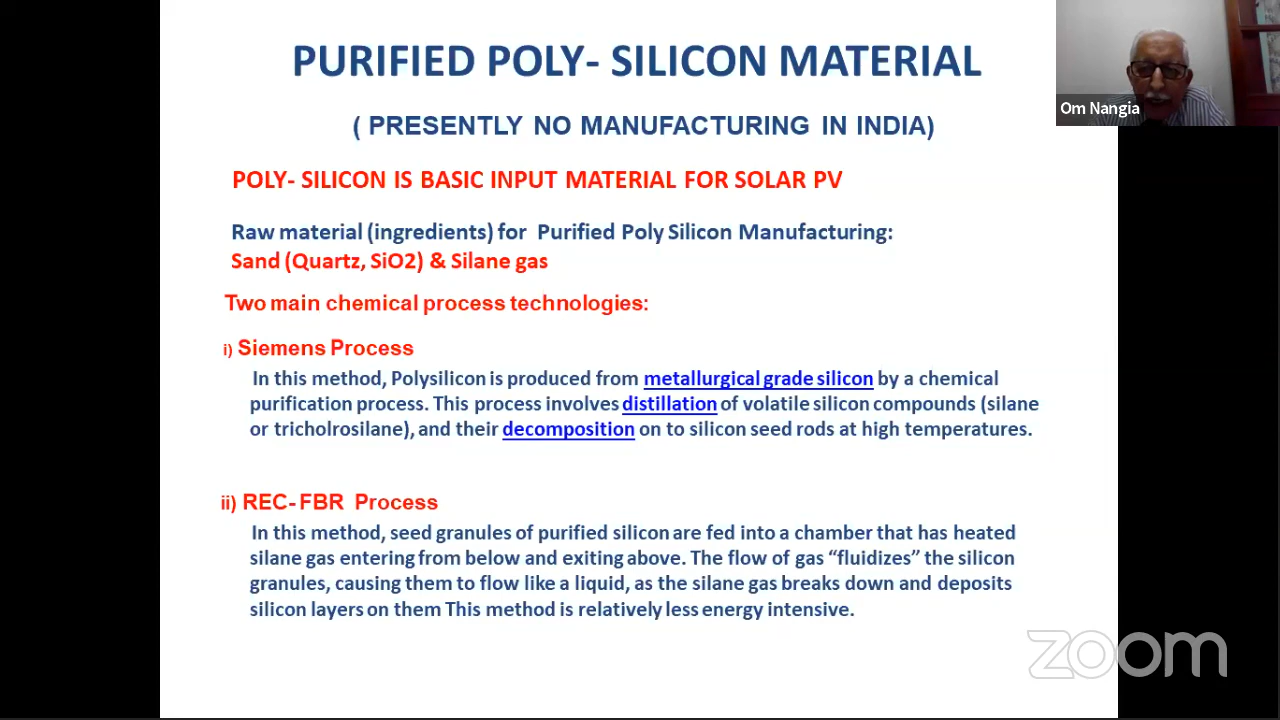 PURIFIED POLY- SILICON MATERIAL
Om Nangia
( PRESENTLY NO MANUFACTURING IN INDIA)
POLY- SILICON IS BASIC INPUT MATERIAL FOR SOLAR PV
Raw material (ingredients) for Purified Poly Silicon Manufacturing:
Sand (Quartz, SiO2) & Silane gas
Two main chemical process technologies:
i) Siemens Process
In this method, Polysilicon is produced from metallurgical grade silicon by a chemical
purification process. This process involves distillation of volatile silicon compounds (silane
or tricholrosilane), and their decomposition on to silicon seed rods at high temperatures.
ii) REC- FBR Process
In this method, seed granules of purified silicon are fed into a chamber that has heated
silane gas entering from below and exiting above. The flow of gas “fluidizes” the silicon
granules, causing them to flow like a liquid, as the silane gas breaks down and deposits
silicon layers on them This method is relatively less energy intensive.
zoom